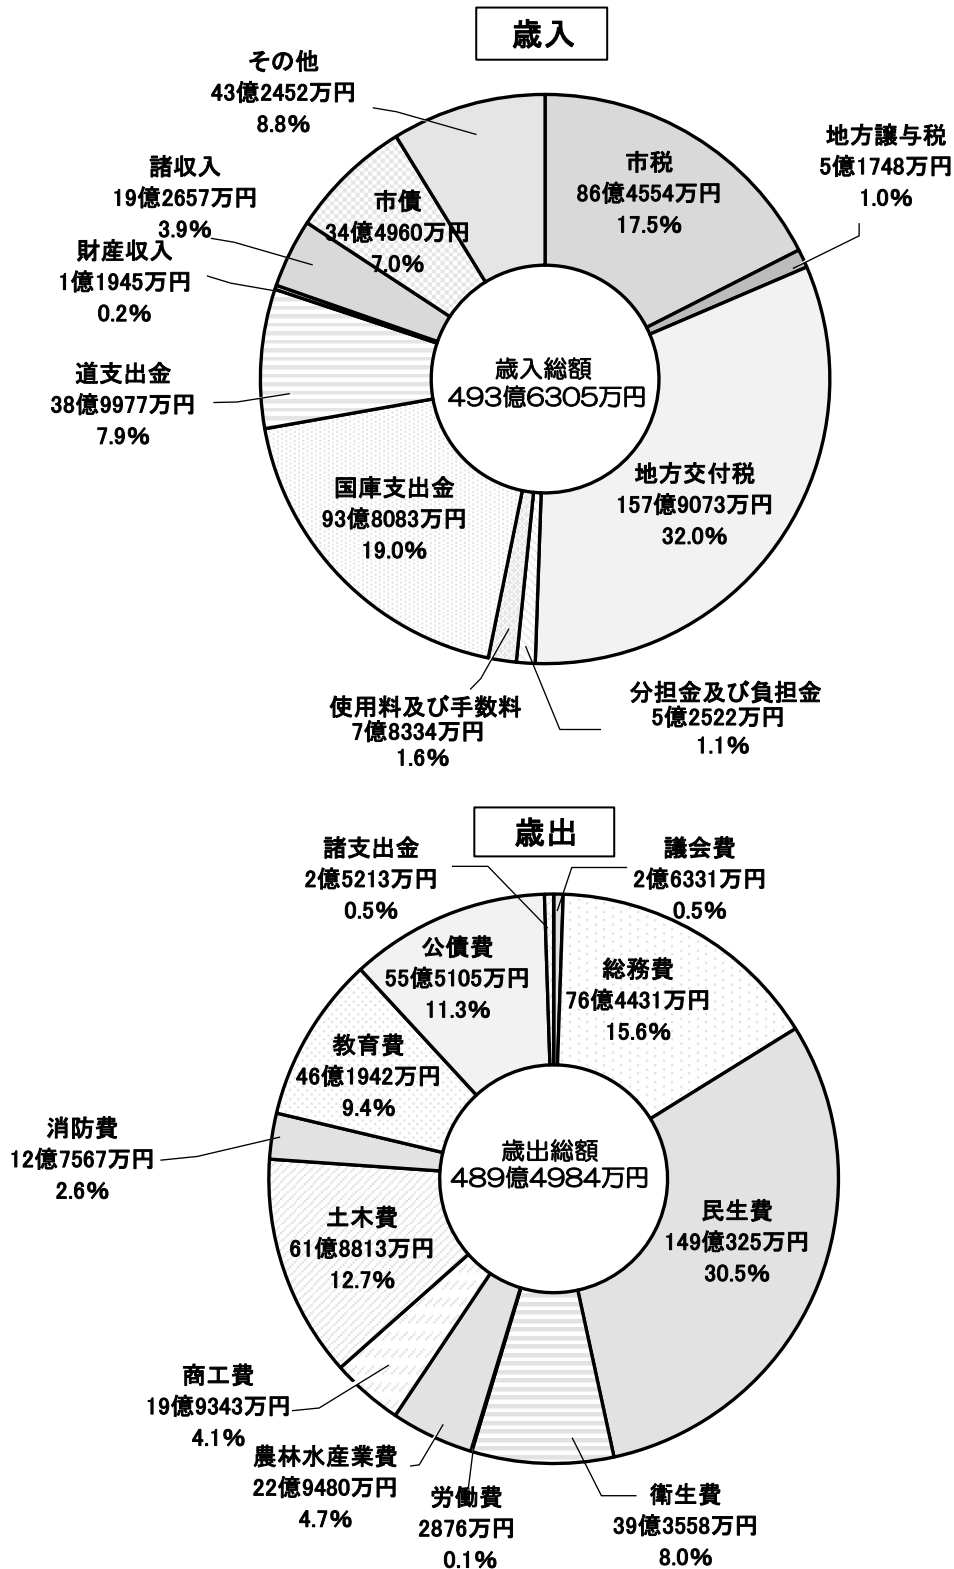 歳入
その他
43億2452万円
8.8%
市税
86億4554万円
17.5%
地方譲与税
5億1748万円
1.0%
諸収入
19億2657万円
3.9%
市債
34億4960万円
7.0%
財産収入
1億1945万円
0.2%
道支出金
38億9977万円
7.9%
歳入総額
493億6305万円
国庫支出金
93億8083万円
19.0%
地方交付税
157億9073万円
32.0%
使用料及び手数料
7億8334万円
1.6%
分担金及び負担金
5億2522万円
1.1%
歳出
諸支出金
2億5213万円
0.5%
議会費
2億6331万円
0.5%
公債費
55億5105万円
11.3%
総務費
76億4431万円
15.6%
教育費
46億1942万円
9.4%
消防費
12億7567万円
2.6%
歳出総額
489億4984万円
土木費
61億8813万円
12.7%
民生費
149億325万円
30.5%
商工費
19億9343万円
4.1%
農林水産業費
22億9480万円
4.7%
労働費
2876万円
0.1%
衛生費
39億3558万円
8.0%